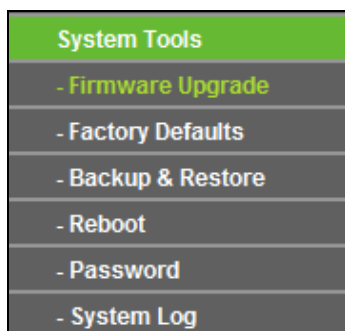 System Tools
- Firmware Upgrade
- Factory Defaults
- Backup & Restore
- Reboot
- Password
- System Log